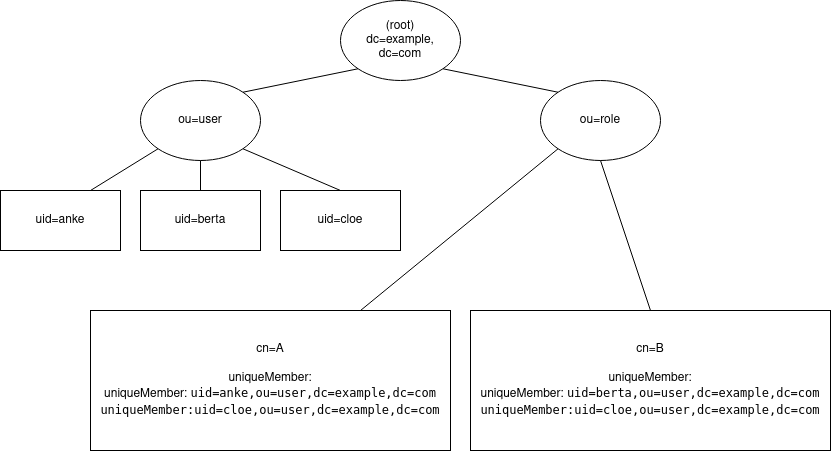 (root)
dc=example,
dc=com
ou=user
ou=role
uid=anke
uid=berta
uid=cloe
cn=A
uniqueMember:
uniqueMember: uid=anke,ou=user,dc=example,dc=com
uniqueMember:uid=cloe,ou=user,dc=example,dc=com
cn=B
uniqueMember:
uniqueMember: uid=berta,ou=user,dc=example,dc=com
uniqueMember:uid=cloe,ou=user,dc=example,dc=com